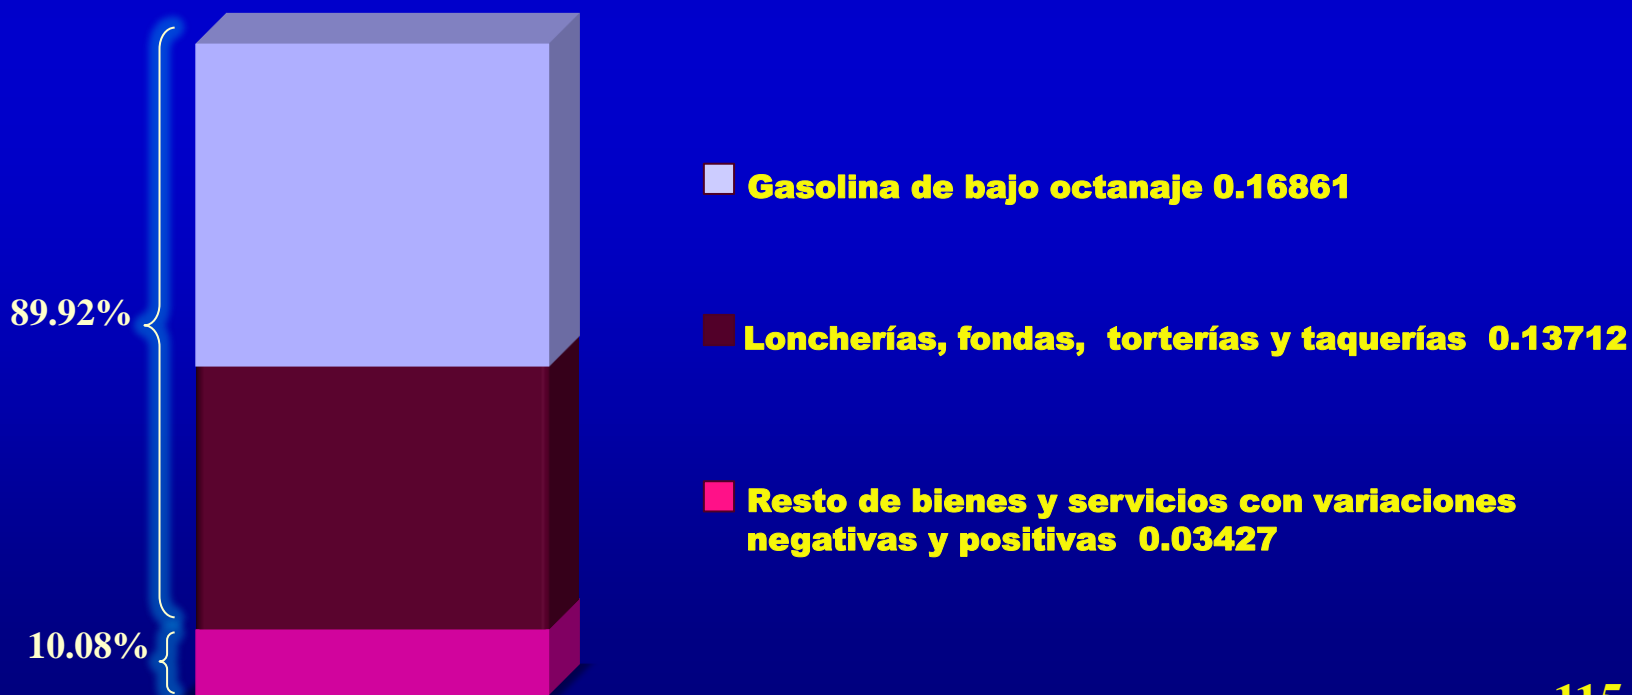 Gasolina de bajo octanaje 0.16861
89.92%
Loncherías, fondas, torterías y taquerías 0.13712
Resto de bienes y servicios con variaciones
negativas y positivas 0.03427
10.08%
115